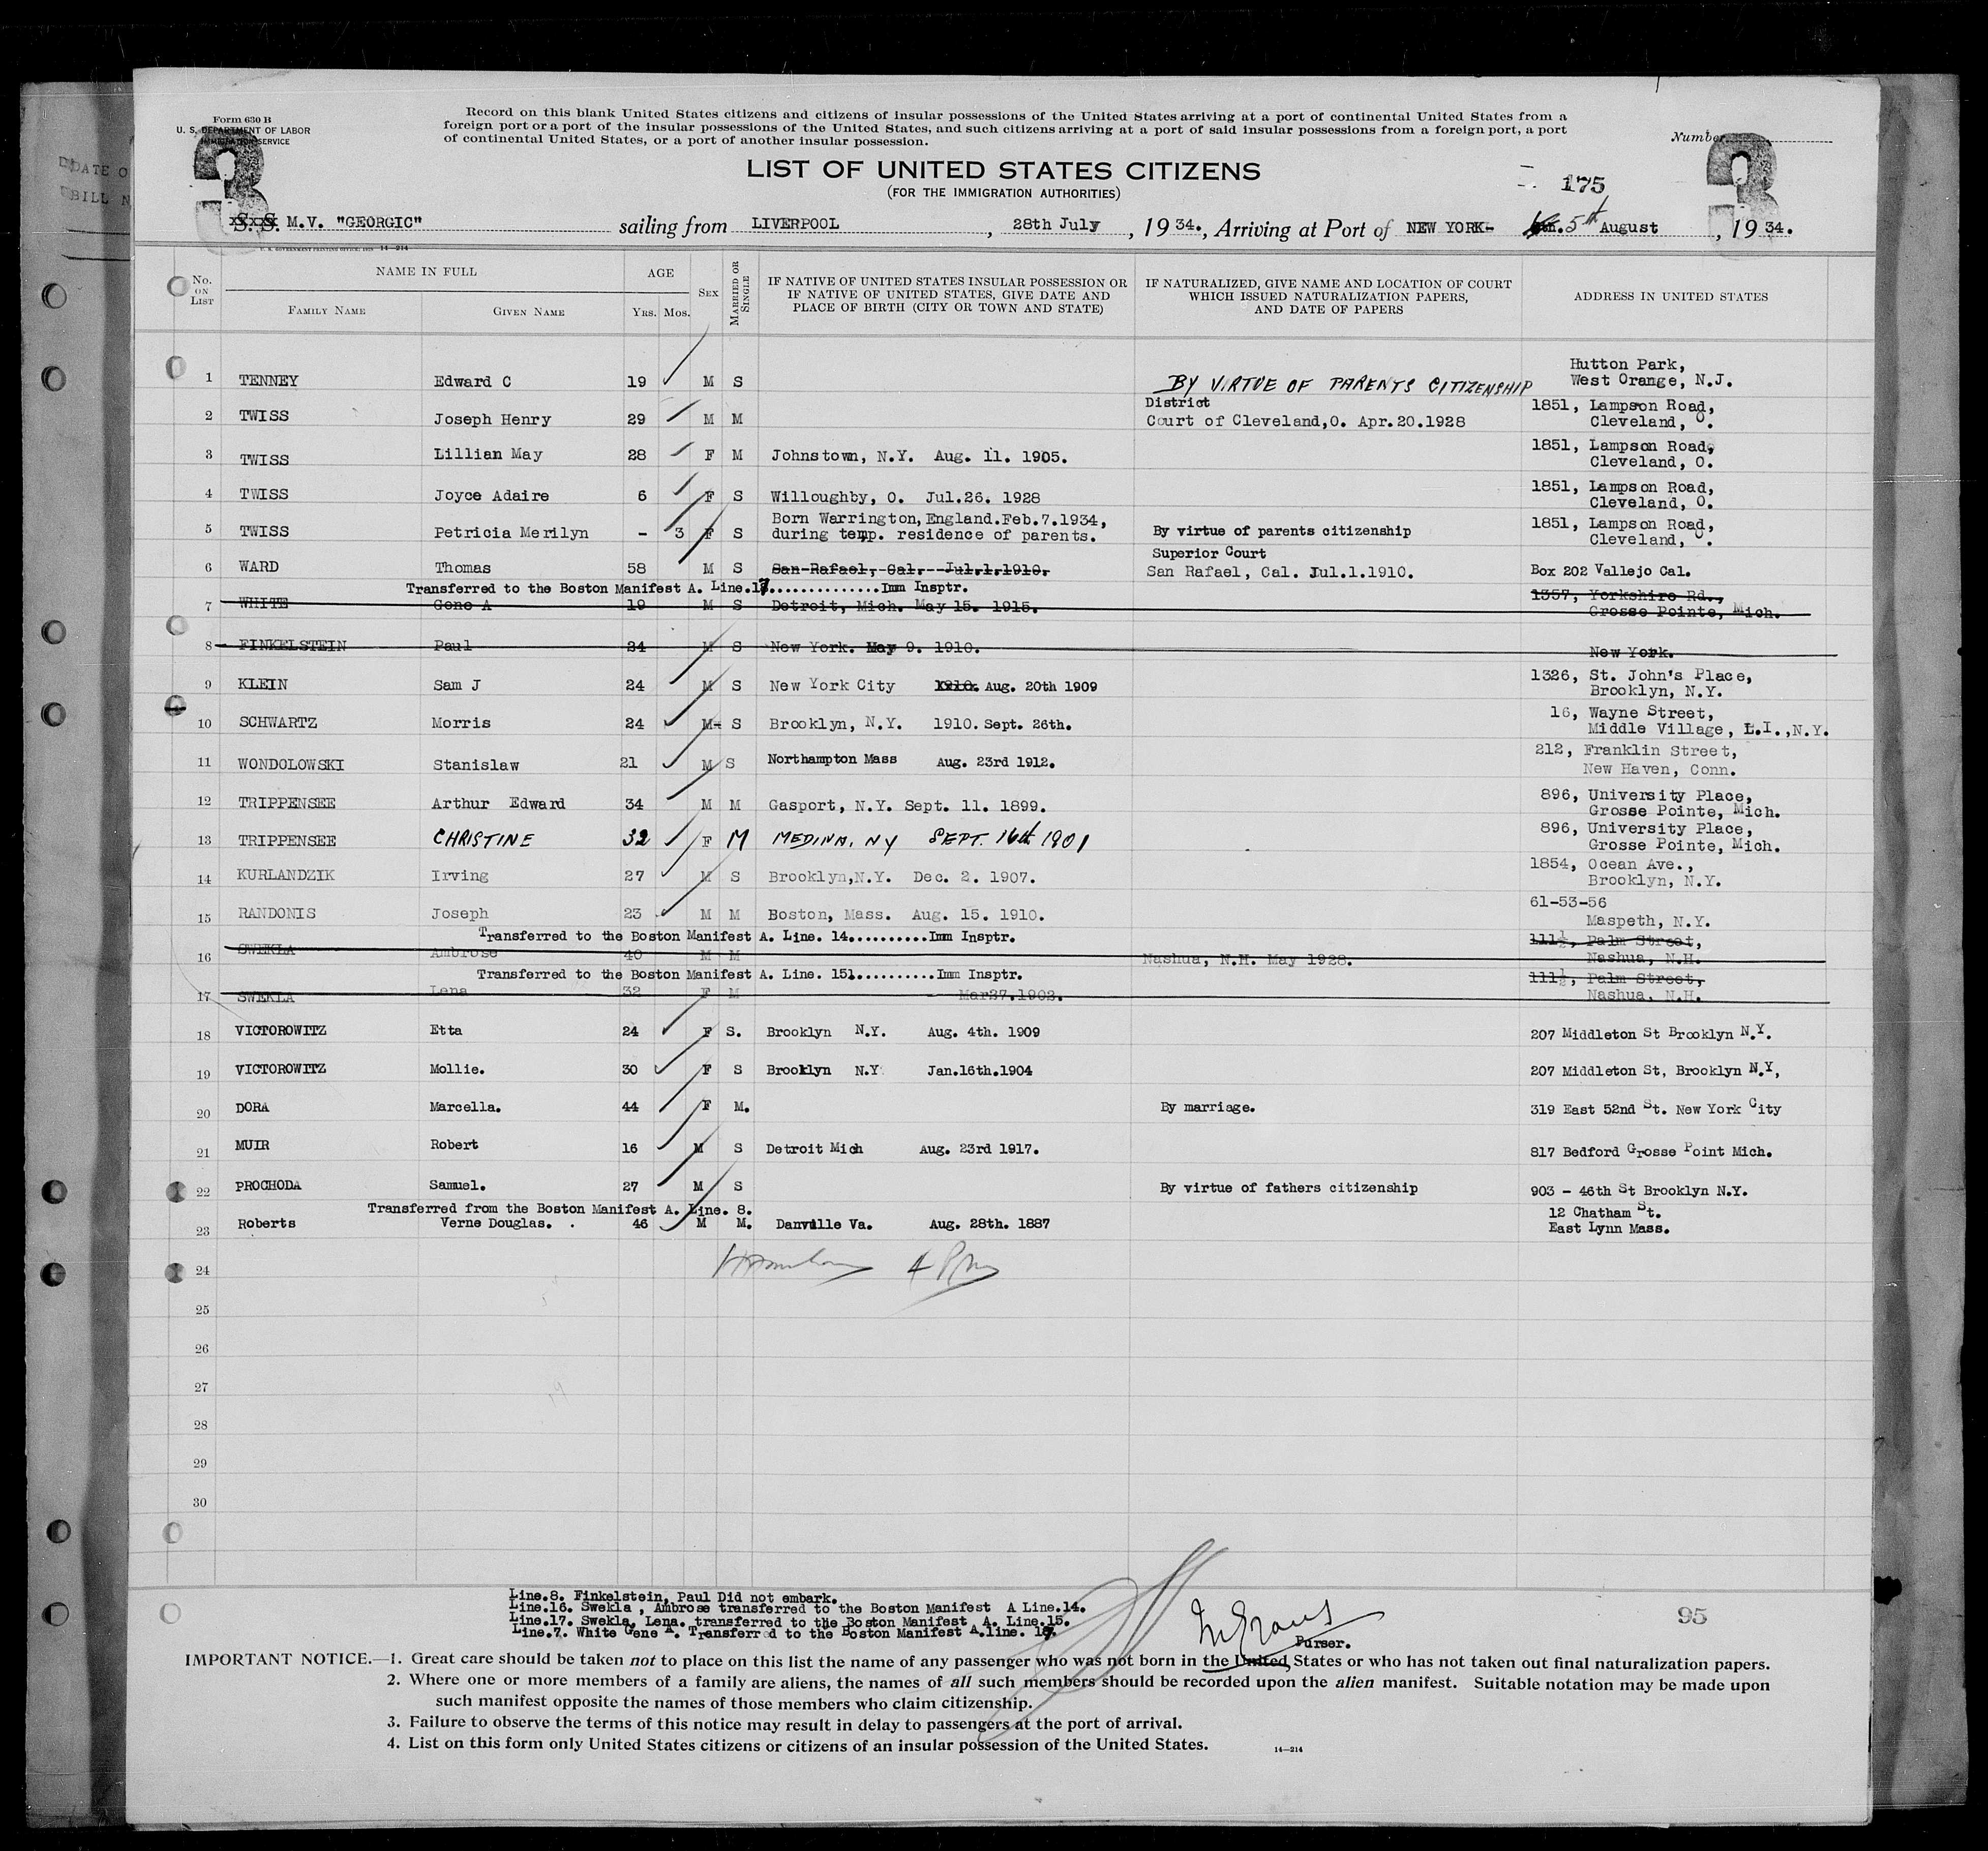 Form 630 B
U. S. DEPARTMENT OF LABOR
IMMIGRATION SERVICE
3
Record on this blank United States citizens and citizens of insular possessions of the United States arriving at a port of continental United States from a
foreign port or a port of the insular possessions of the United States, and such citizens arriving at a port of said insular possessions from a foreign port, a port
of continental United States, or a port of another insular possession.
Number
3
DATE O
BILL N
LIST OF UNITED STATES CITIZENS
(FOR THE IMMIGRATION AUTHORITIES)
175
S. S. M.V. "GEORGIC" sailing from LIVERPOOL, 28th July, 1934., Arriving at Port of NEW YORK- 5th August, 1934.
U. S. GOVERNMENT PRINTING OFFICE 14-214
No. ON LIST NAME IN FULL FAMILY NAME GIVEN NAME AGE Yrs. Mos. SEX MARRIED OR SINGLE
IF NATIVE OF UNITED STATES INSULAR POSSESSION OR
IF NATIVE OF UNITED STATES, GIVE DATE AND
PLACE OF BIRTH (CITY OR TOWN AND STATE)
IF NATURALIZED, GIVE NAME AND LOCATION OF COURT
WHICH ISSUED NATURALIZATION PAPERS,
AND DATE OF PAPERS
ADDRESS IN UNITED STATES
Hutton Park,
1 TENNEY Edward C 19 M S BY VIRTUE OF PARENTS CITIZENSHIP West Orange, N.J.
District 1851, Lampson Road,
2 TWISS Joseph Henry 29 M M Court of Cleveland,O. Apr.20.1928 Cleveland, O.
1851, Lampson Road,
3 TWISS Lillian May 28 F M Johnstown, N.Y. Aug. 11. 1905. Cleveland, O.
1851, Lampson Road,
4 TWISS Joyce Adaire 6 F S Willoughby, O. Jul.26. 1928 Cleveland, O.
Born Warrington,England.Feb.7.1934, 1851, Lampson Road,
5 TWISS Petricia Merilyn - 3 F S during temp. residence of parents. By virtue of parents citizenship Cleveland, O.
Superior Court
6 WARD Thomas 58 M S San Rafael, Cal. Jul.1.1910. San Rafael, Cal. Jul.1.1910. Box 202 Vallejo Cal.
Transferred to the Boston Manifest A. Line.17...............Imm Insptr.
1357, Yorkshire Rd.,
7 WHITE Gene A 19 M S Detroit, Mich. May 15. 1915. Grosse Pointe, Mich.
8 FINKELSTEIN Paul 24 M S New York. May 9. 1910. New York.
1326, St. John's Place,
9 KLEIN Sam J 24 M S New York City 1910. Aug. 20th 1909 Brooklyn, N.Y.
16, Wayne Street,
10 SCHWARTZ Morris 24 M- S Brooklyn, N.Y. 1910. Sept. 26th. Middle Village, L.I.,N.Y.
212, Franklin Street,
11 WONDOLOWSKI Stanislaw 21 M S Northampton Mass Aug. 23rd 1912. New Haven, Conn.
896, University Place,
12 TRIPPENSEE Arthur Edward 34 M M Gasport, N.Y. Sept. 11. 1899. Grosse Pointe, Mich.
896, University Place,
13 TRIPPENSEE CHRISTINE 32 F M MEDINA, NY SEPT. 16th 1901 Grosse Pointe, Mich.
1854, Ocean Ave.,
14 KURLANDZIK Irving 27 M S Brooklyn,N.Y. Dec. 2. 1907. Brooklyn, N.Y.
61-53-56
15 RANDONIS Joseph 23 M M Boston, Mass. Aug. 15. 1910. Maspeth, N.Y.
Transferred to the Boston Manifest A. Line. 14..........Imm Insptr.
111½, Palm Street,
16 SWEKLA Ambrose 40 M M Nashua, N.H. May 1928. Nashua, N.H.
Transferred to the Boston Manifest A. Line. 151..........Imm Insptr.
111½, Palm Street,
17 SWEKLA Lena 32 F M Mar27.1902. Nashua, N.H.
18 VICTOROWITZ Etta 24 F S. Brooklyn N.Y. Aug. 4th. 1909 207 Middleton St Brooklyn N.Y.
19 VICTOROWITZ Mollie. 30 F S Brooklyn N.Y Jan.16th.1904 207 Middleton St, Brooklyn N.Y,
20 DORA Marcella. 44 F M. By marriage. 319 East 52nd St. New York City
21 MUIR Robert 16 M S Detroit Mich Aug. 23rd 1917. 817 Bedford Grosse Point Mich.
22 PROCHODA Samuel. 27 M S By virtue of fathers citizenship 903 - 46th St Brooklyn N.Y.
Transferred from the Boston Manifest A. Line. 8. 12 Chatham St.
23 Roberts Verne Douglas. . 46 M M. Danville Va. Aug. 28th. 1887 East Lynn Mass.
24
25
26
27
28
29
30
Line.8. Finkelstein, Paul Did not embark.
Line.16. Swekla , Ambrose transferred to the Boston Manifest A Line.14.
Line.17. Swekla, Lena. transferred to the Boston Manifest A. Line.15.
Line.7. White Gene A. Transferred to the Boston Manifest A.line. 17.
Evans
Purser.
95
IMPORTANT NOTICE.—1. Great care should be taken not to place on this list the name of any passenger who was not born in the United States or who has not taken out final naturalization papers.
2. Where one or more members of a family are aliens, the names of all such members should be recorded upon the alien manifest. Suitable notation may be made upon
such manifest opposite the names of those members who claim citizenship.
3. Failure to observe the terms of this notice may result in delay to passengers at the port of arrival.
4. List on this form only United States citizens or citizens of an insular possession of the United States.
14—214